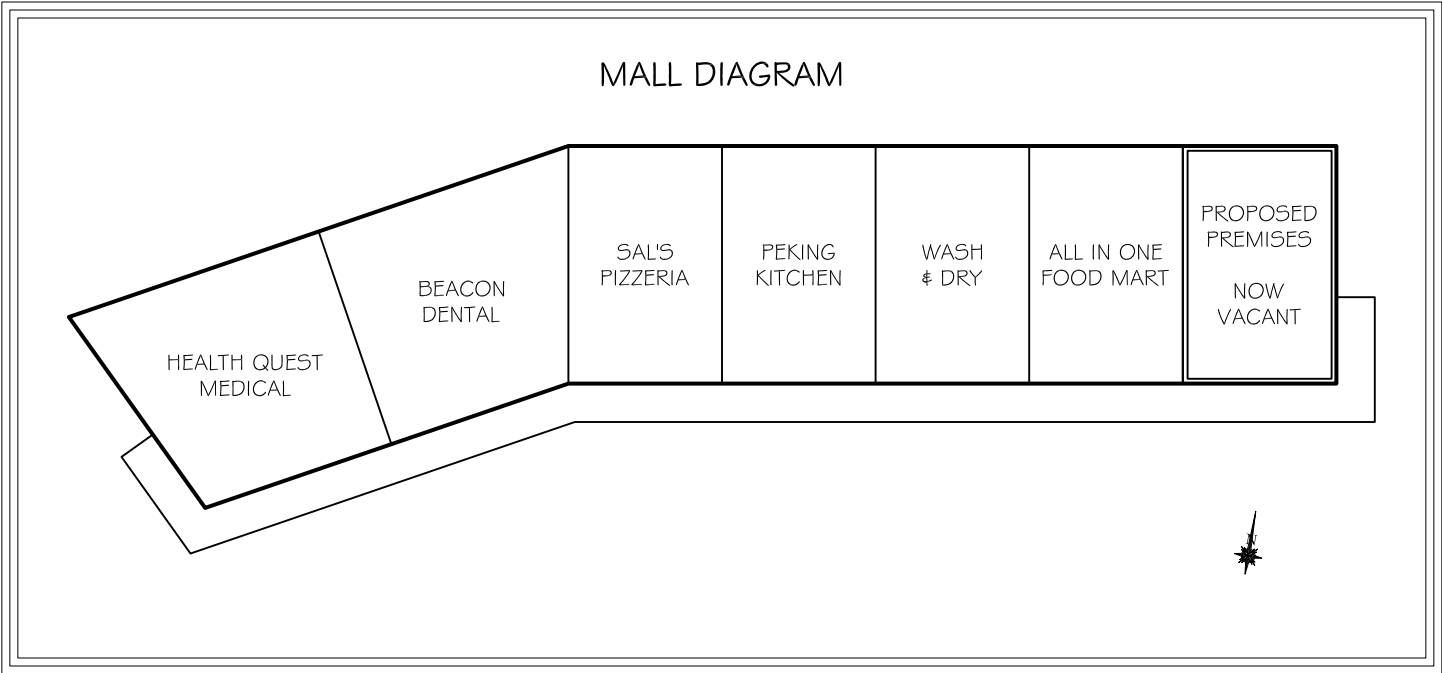 MALL DIAGRAM
HEALTH QUEST
MEDICAL
BEACON
DENTAL
SAL'S
PIZZERIA
PEKING
KITCHEN
WASH
& DRY
ALL IN ONE
FOOD MART
PROPOSED
PREMISES
NOW
VACANT
N